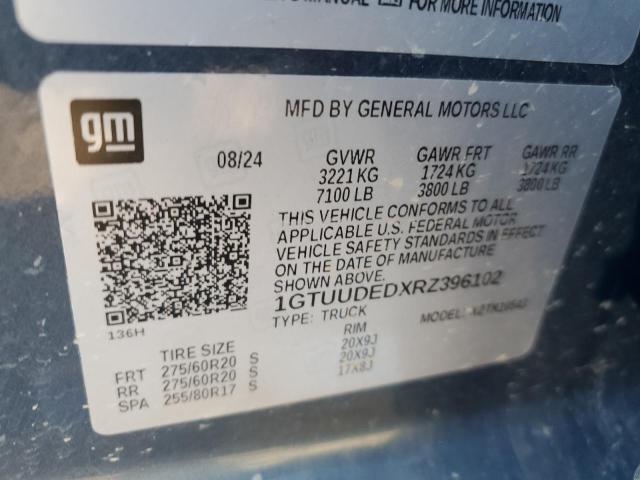 MANUAL FOR MORE INFORMATION
gm
MFD BY GENERAL MOTORS LLC
08/24 GVWR GAWR FRT GAWR RR
3221 KG 1724 KG 1724 KG
7100 LB 3800 LB 3800 LB
THIS VEHICLE CONFORMS TO ALL
APPLICABLE U.S. FEDERAL MOTOR
VEHICLE SAFETY STANDARDS IN EFFECT
ON THE DATE OF MANUFACTURE
SHOWN ABOVE.
1GTUUDEDXRZ396102
TYPE: TRUCK MODEL:
136H
TIRE SIZE RIM
FRT 275/60R20 S 20X9J
RR 275/60R20 S 20X9J
SPA 255/80R17 S 17X8J